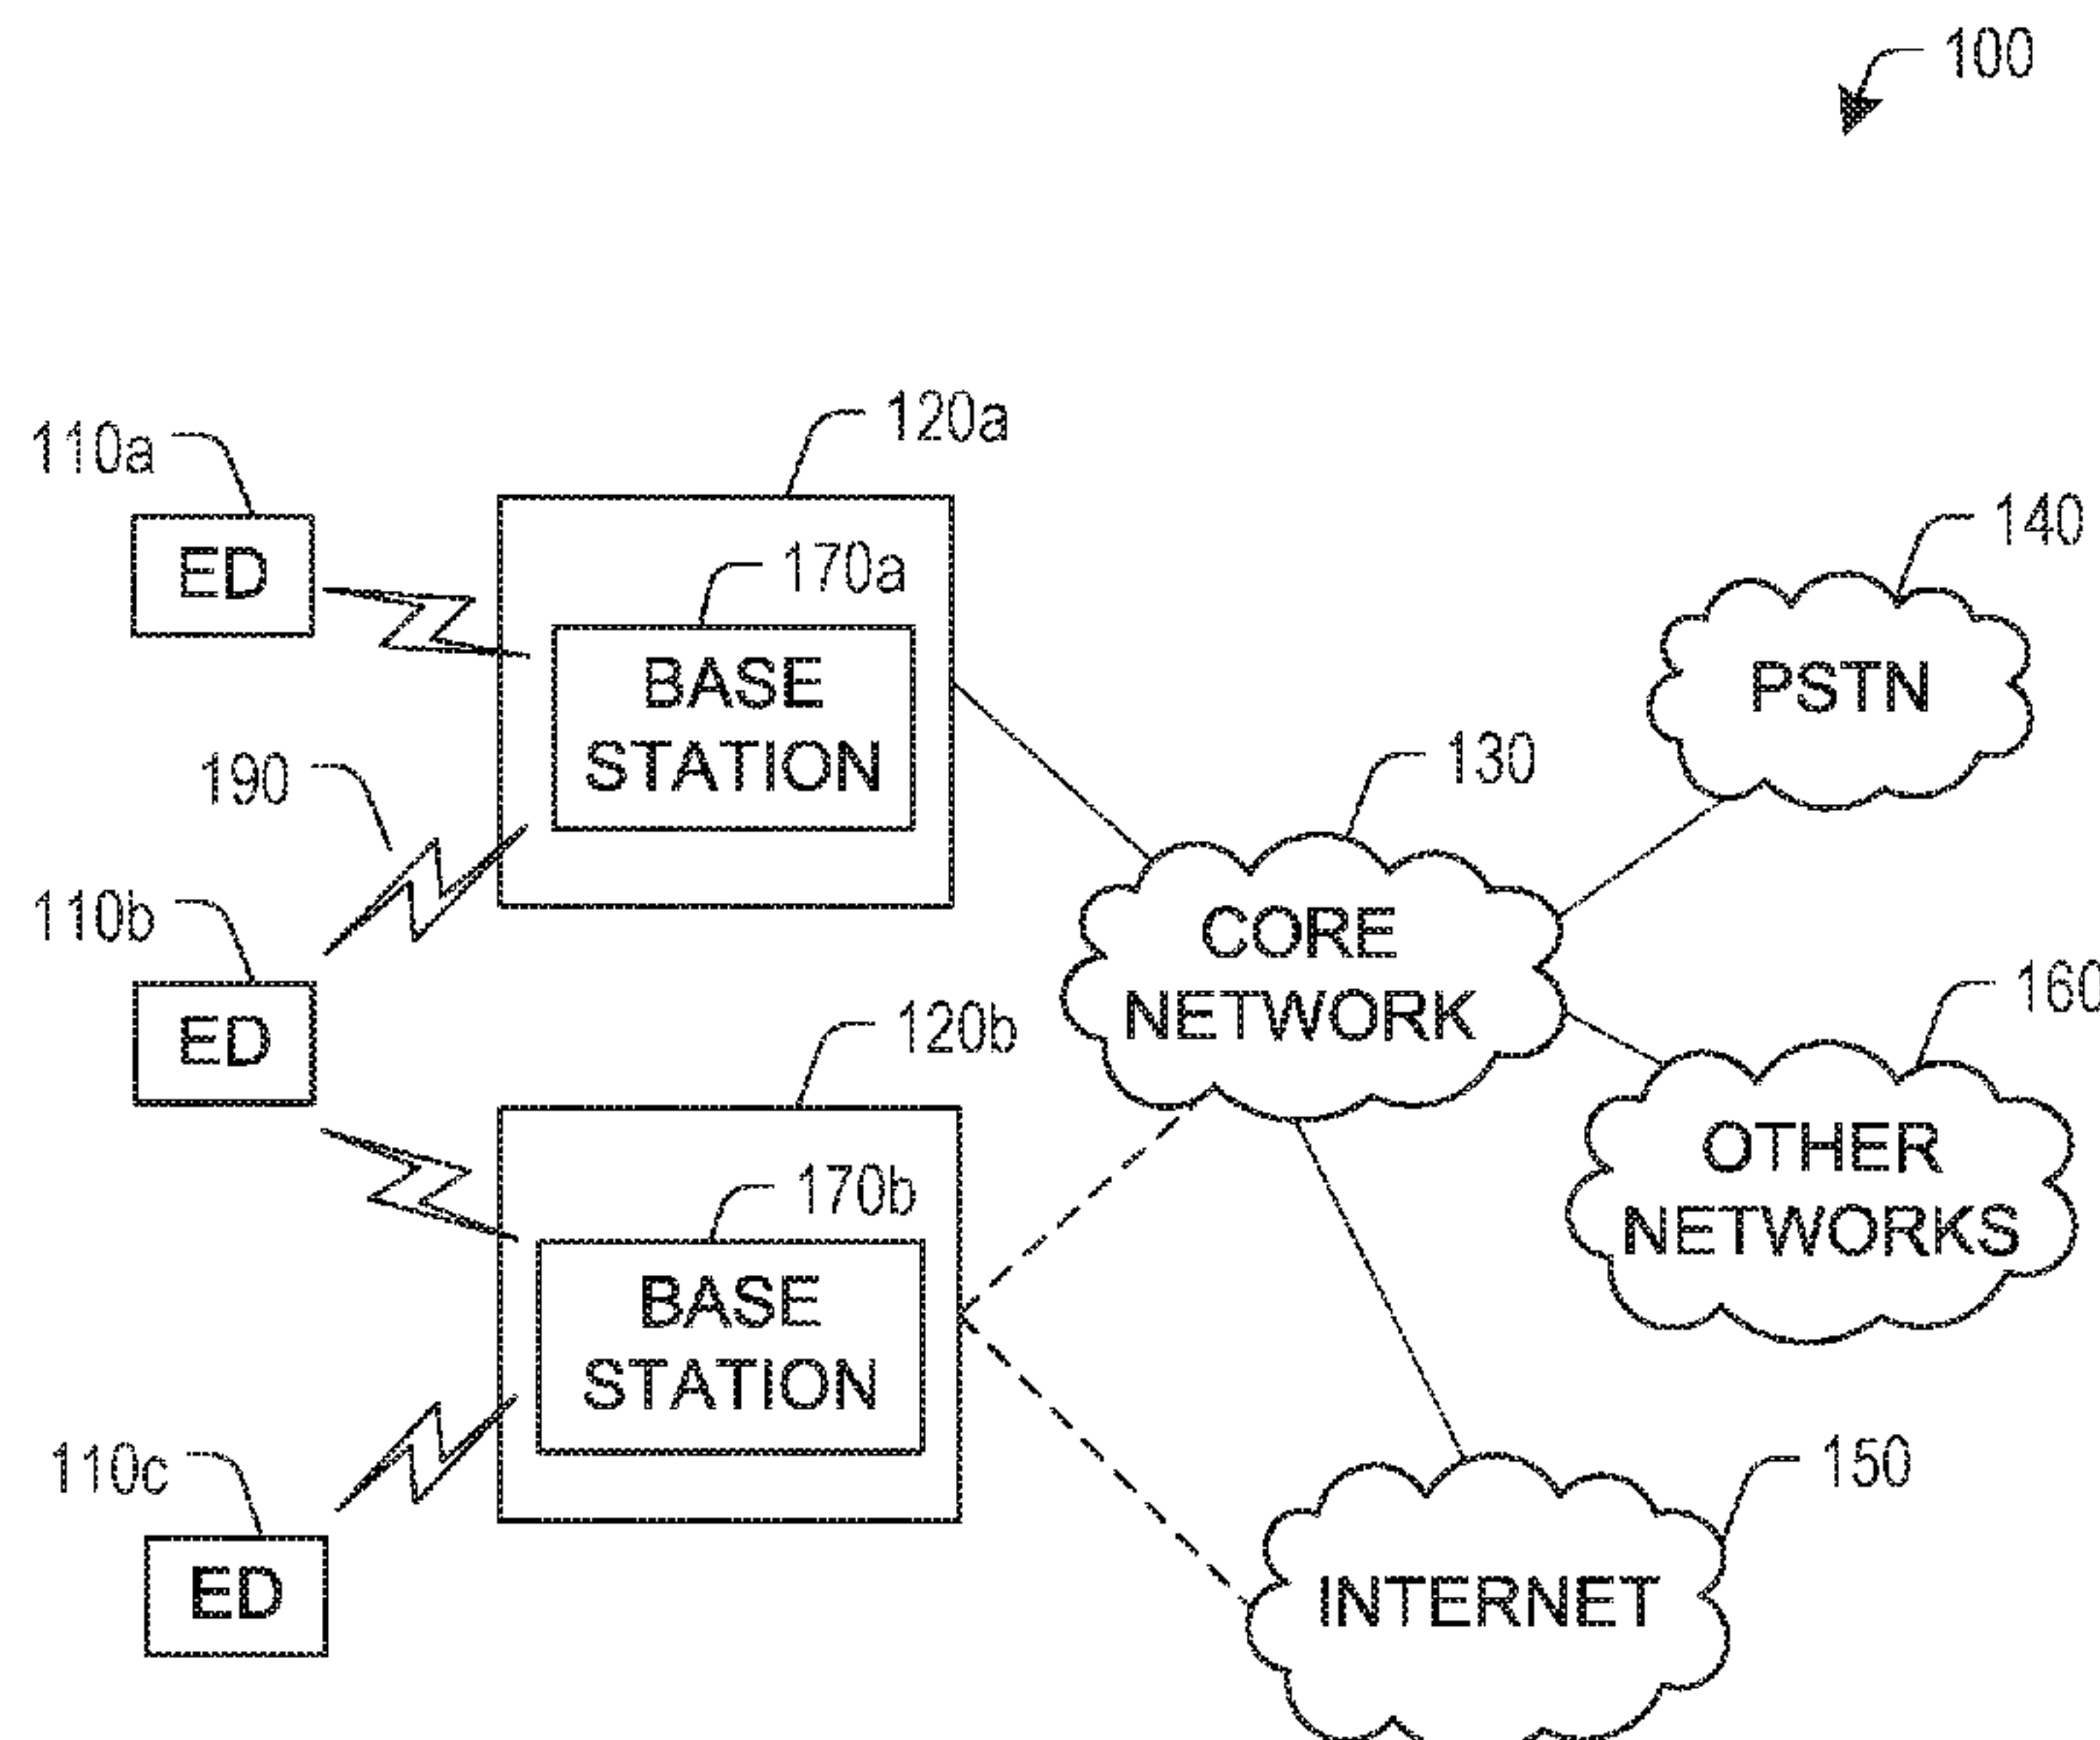 100
120a
110a
ED
170a
BASE
STATION
140
PSTN
190
130
110b
CORE
NETWORK
ED
120b
160
OTHER
NETWORKS
170b
BASE
STATION
110c
150
ED
INTERNET